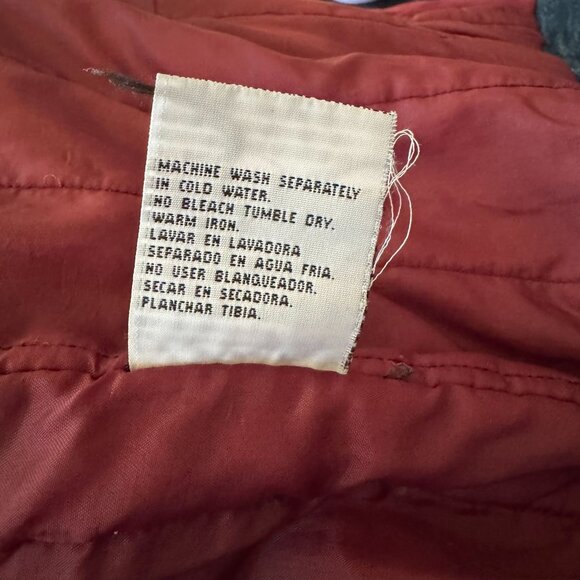 MACHINE WASH SEPARATELY
IN COLD WATER.
NO BLEACH TUMBLE DRY.
WARM IRON.
LAVAR EN LAVADORA
SEPARADO EN AGUA FRIA.
NO USER BLANQUEADOR.
SECAR EN SECADORA.
PLANCHAR TIBIA.